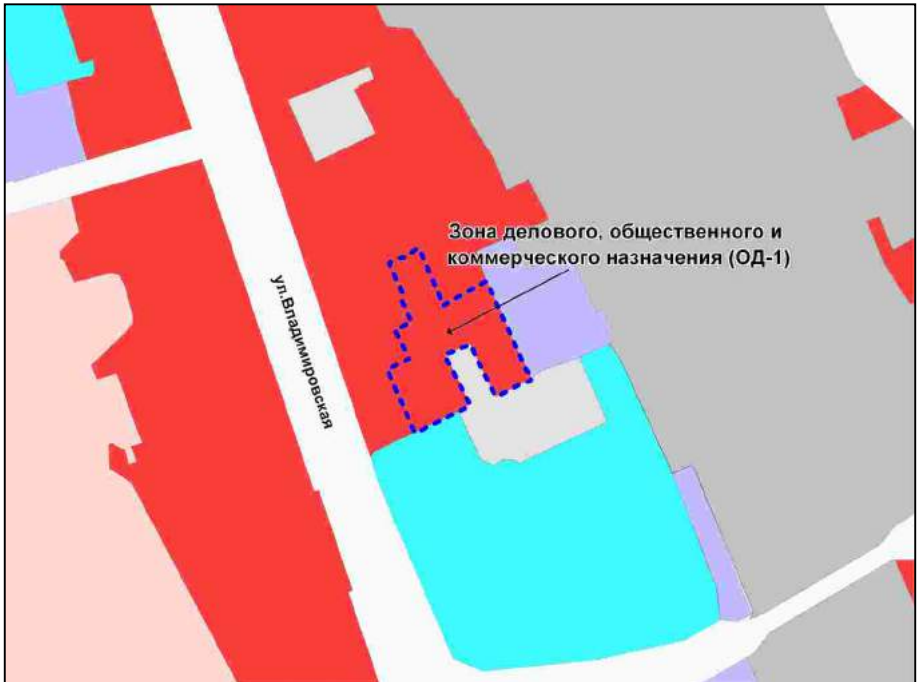 Зона делового, общественного и
коммерческого назначения (ОД-1)
ул.Владимировская